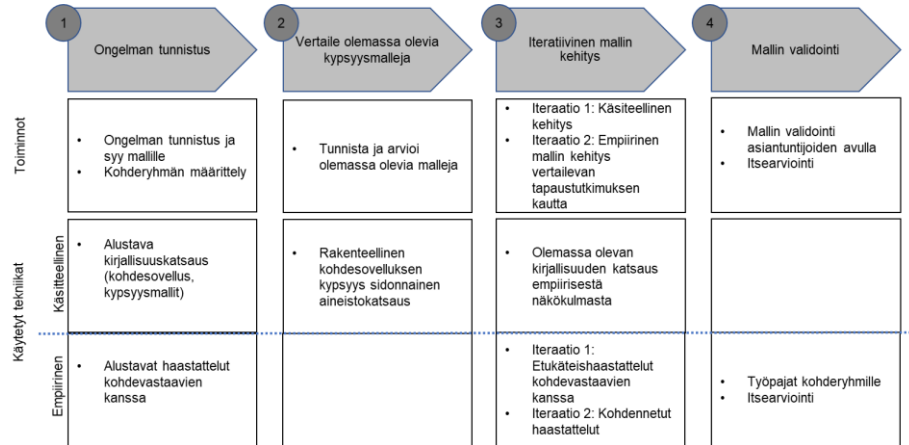 1
Ongelman tunnistus
2
Vertaile olemassa olevia
kypsyysmalleja
3
Iteratiivinen mallin
kehitys
4
Mallin validointi
Toiminnot
• Ongelman tunnistus ja
syy mallille
• Kohderyhmän määrittely
• Tunnista ja arvioi
olemassa olevia malleja
• Iteraatio 1: Käsiteellinen
kehitys
• Iteraatio 2: Empiirinen
mallin kehitys
vertailevan
tapaustutkimuksen
kautta
• Mallin validointi
asiantuntijoiden avulla
• Itsearviointi
Käytetyt tekniikat
Käsitteellinen
• Alustava
kirjallisuuskatsaus
(kohdesovellus,
kypsyysmallit)
• Rakenteellinen
kohdesovelluksen
kypsyys sidonnainen
aineistokatsaus
• Olemassa olevan
kirjallisuuden katsaus
empiirisestä
näkökulmasta
Empiirinen
• Alustavat haastattelut
kohdevastaavien
kanssa
• Iteraatio 1:
Etukäteishaastattelut
kohdevastaavien
kanssa
• Iteraatio 2: Kohdennetut
haastattelut
• Työpajat kohderyhmille
• Itsearviointi